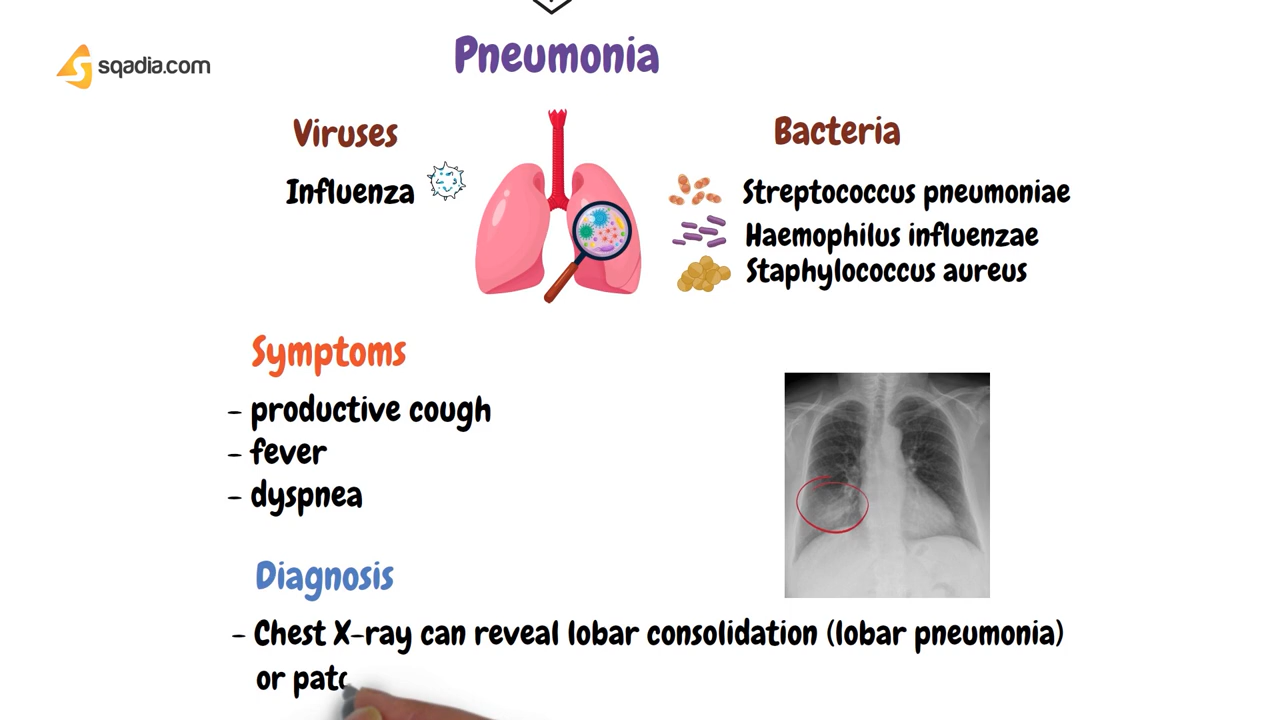 sqadia.com
Pneumonia
Viruses
Influenza
Bacteria
Streptococcus pneumoniae
Haemophilus influenzae
Staphylococcus aureus
Symptoms
- productive cough
- fever
- dyspnea
Diagnosis
- Chest X-ray can reveal lobar consolidation (lobar pneumonia)
or patc